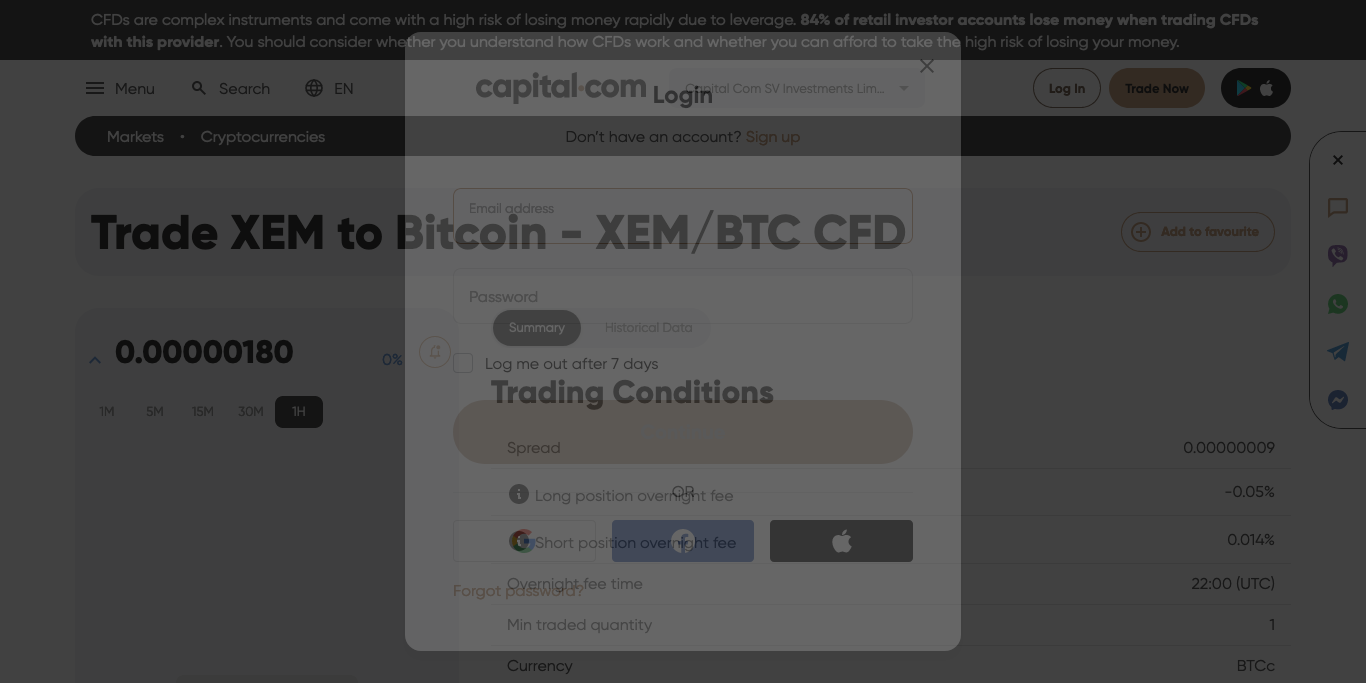 CFDs are complex instruments and come with a high risk of losing money rapidly due to leverage. 84% of retail investor accounts lose money when trading CFDs
with this provider. You should consider whether you understand how CFDs work and whether you can afford to take the high risk of losing your money.
Menu
Search
EN
capital.com
Capital Com SV Investments Lim...
Log In
Trade Now
Login
Markets
Cryptocurrencies
Don't have an account? Sign up
Email address
Trade XEM to Bitcoin - XEM/BTC CFD
Add to favourite
Password
Summary
Historical Data
0.00000180
0%
Log me out after 7 days
Trading Conditions
1M
5M
15M
30M
1H
Spread
0.00000009
OR
Long position overnight fee
-0.05%
Short position overnight fee
0.014%
Overnight fee time
22:00 (UTC)
Forgot password?
Min traded quantity
1
Currency
BTCc